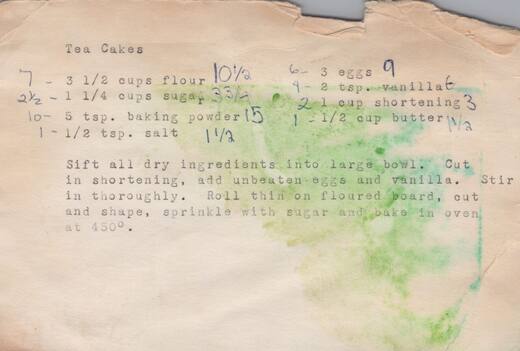 Tea Cakes
7 - 3 1/2 cups flour 10 1/2 6 - 3 eggs 9
2 1/2 - 1 1/4 cups sugar 3 3/4 4 - 2 tsp. vanilla 6
10 - 5 tsp. baking powder 15 2 1 cup shortening 3
1 - 1/2 tsp. salt 1 1/2 1 - 1/2 cup butter 1 1/2
Sift all dry ingredients into large bowl. Cut
in shortening, add unbeaten eggs and vanilla. Stir
in thoroughly. Roll thin on floured board, cut
and shape, sprinkle with sugar and bake in oven
at 450°.